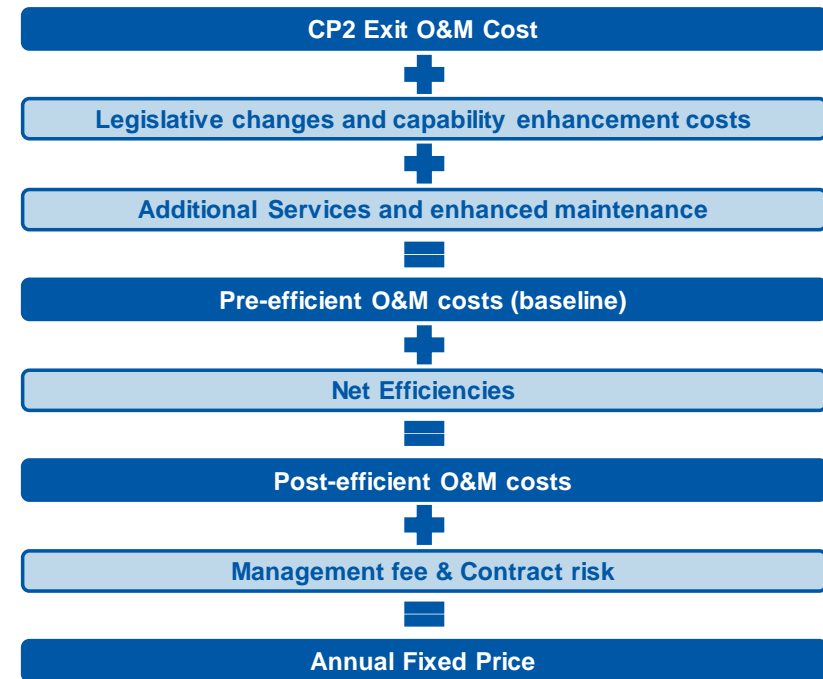 CP2 Exit O&M Cost
Legislative changes and capability enhancement costs
Additional Services and enhanced maintenance
Pre-efficient O&M costs (baseline)
Net Efficiencies
Post-efficient O&M costs
Management fee & Contract risk
Annual Fixed Price